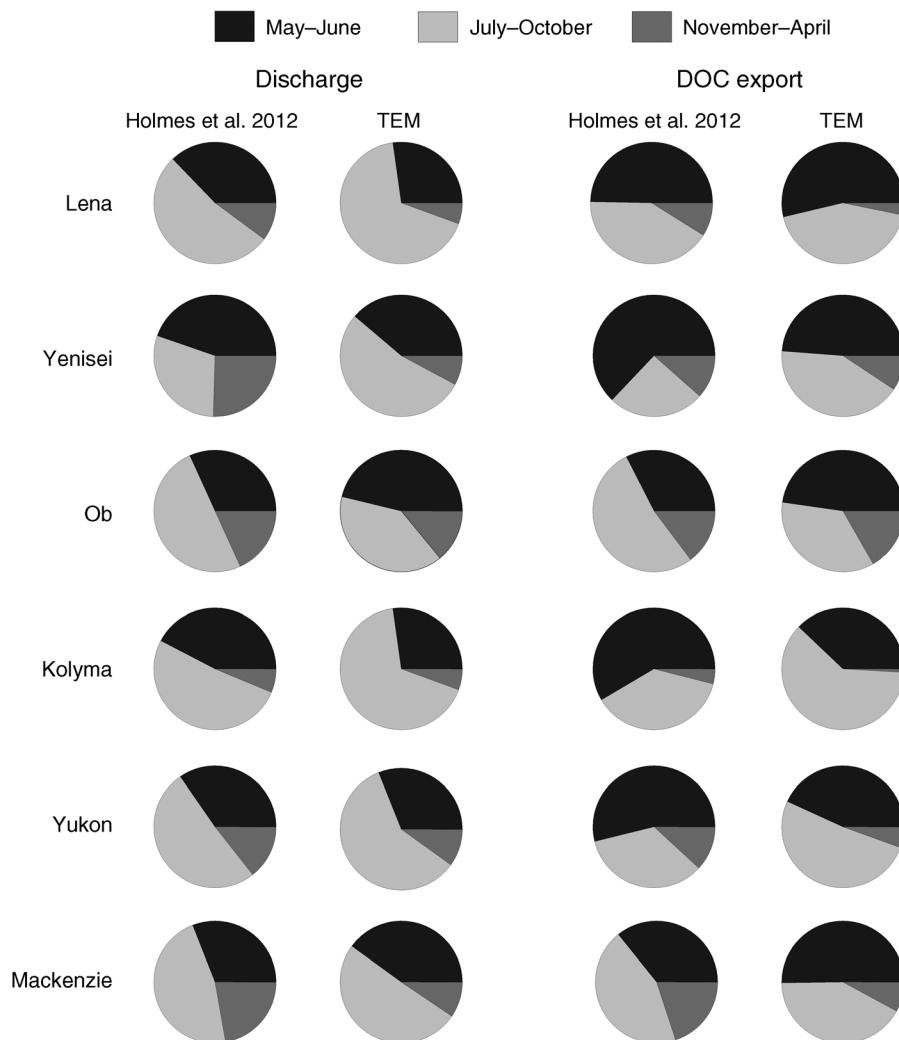 May–June July–October November–April
Discharge DOC export
Holmes et al. 2012 TEM Holmes et al. 2012 TEM
Lena
Yenisei
Ob
Kolyma
Yukon
Mackenzie